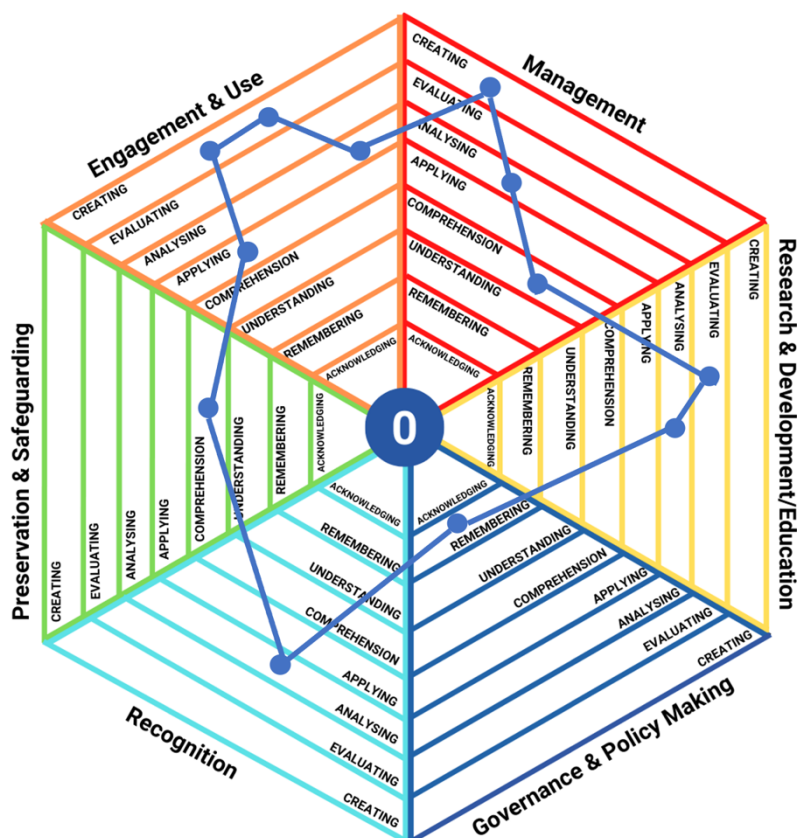 Engagement & Use
CREATING
EVALUATING
ANALYSING
APPLYING
COMPREHENSION
UNDERSTANDING
REMEMBERING
ACKNOWLEDGING
Management
CREATING
EVALUATING
ANALYSING
APPLYING
COMPREHENSION
UNDERSTANDING
REMEMBERING
ACKNOWLEDGING
Research & Development/Education
CREATING
EVALUATING
ANALYSING
APPLYING
COMPREHENSION
UNDERSTANDING
REMEMBERING
ACKNOWLEDGING
0
Preservation & Safeguarding
CREATING
EVALUATING
ANALYSING
APPLYING
COMPREHENSION
UNDERSTANDING
REMEMBERING
ACKNOWLEDGING
Recognition
ACKNOWLEDGING
REMEMBERING
UNDERSTANDING
COMPREHENSION
APPLYING
ANALYSING
EVALUATING
CREATING
Governance & Policy Making
ACKNOWLEDGING
REMEMBERING
UNDERSTANDING
COMPREHENSION
APPLYING
ANALYSING
EVALUATING
CREATING